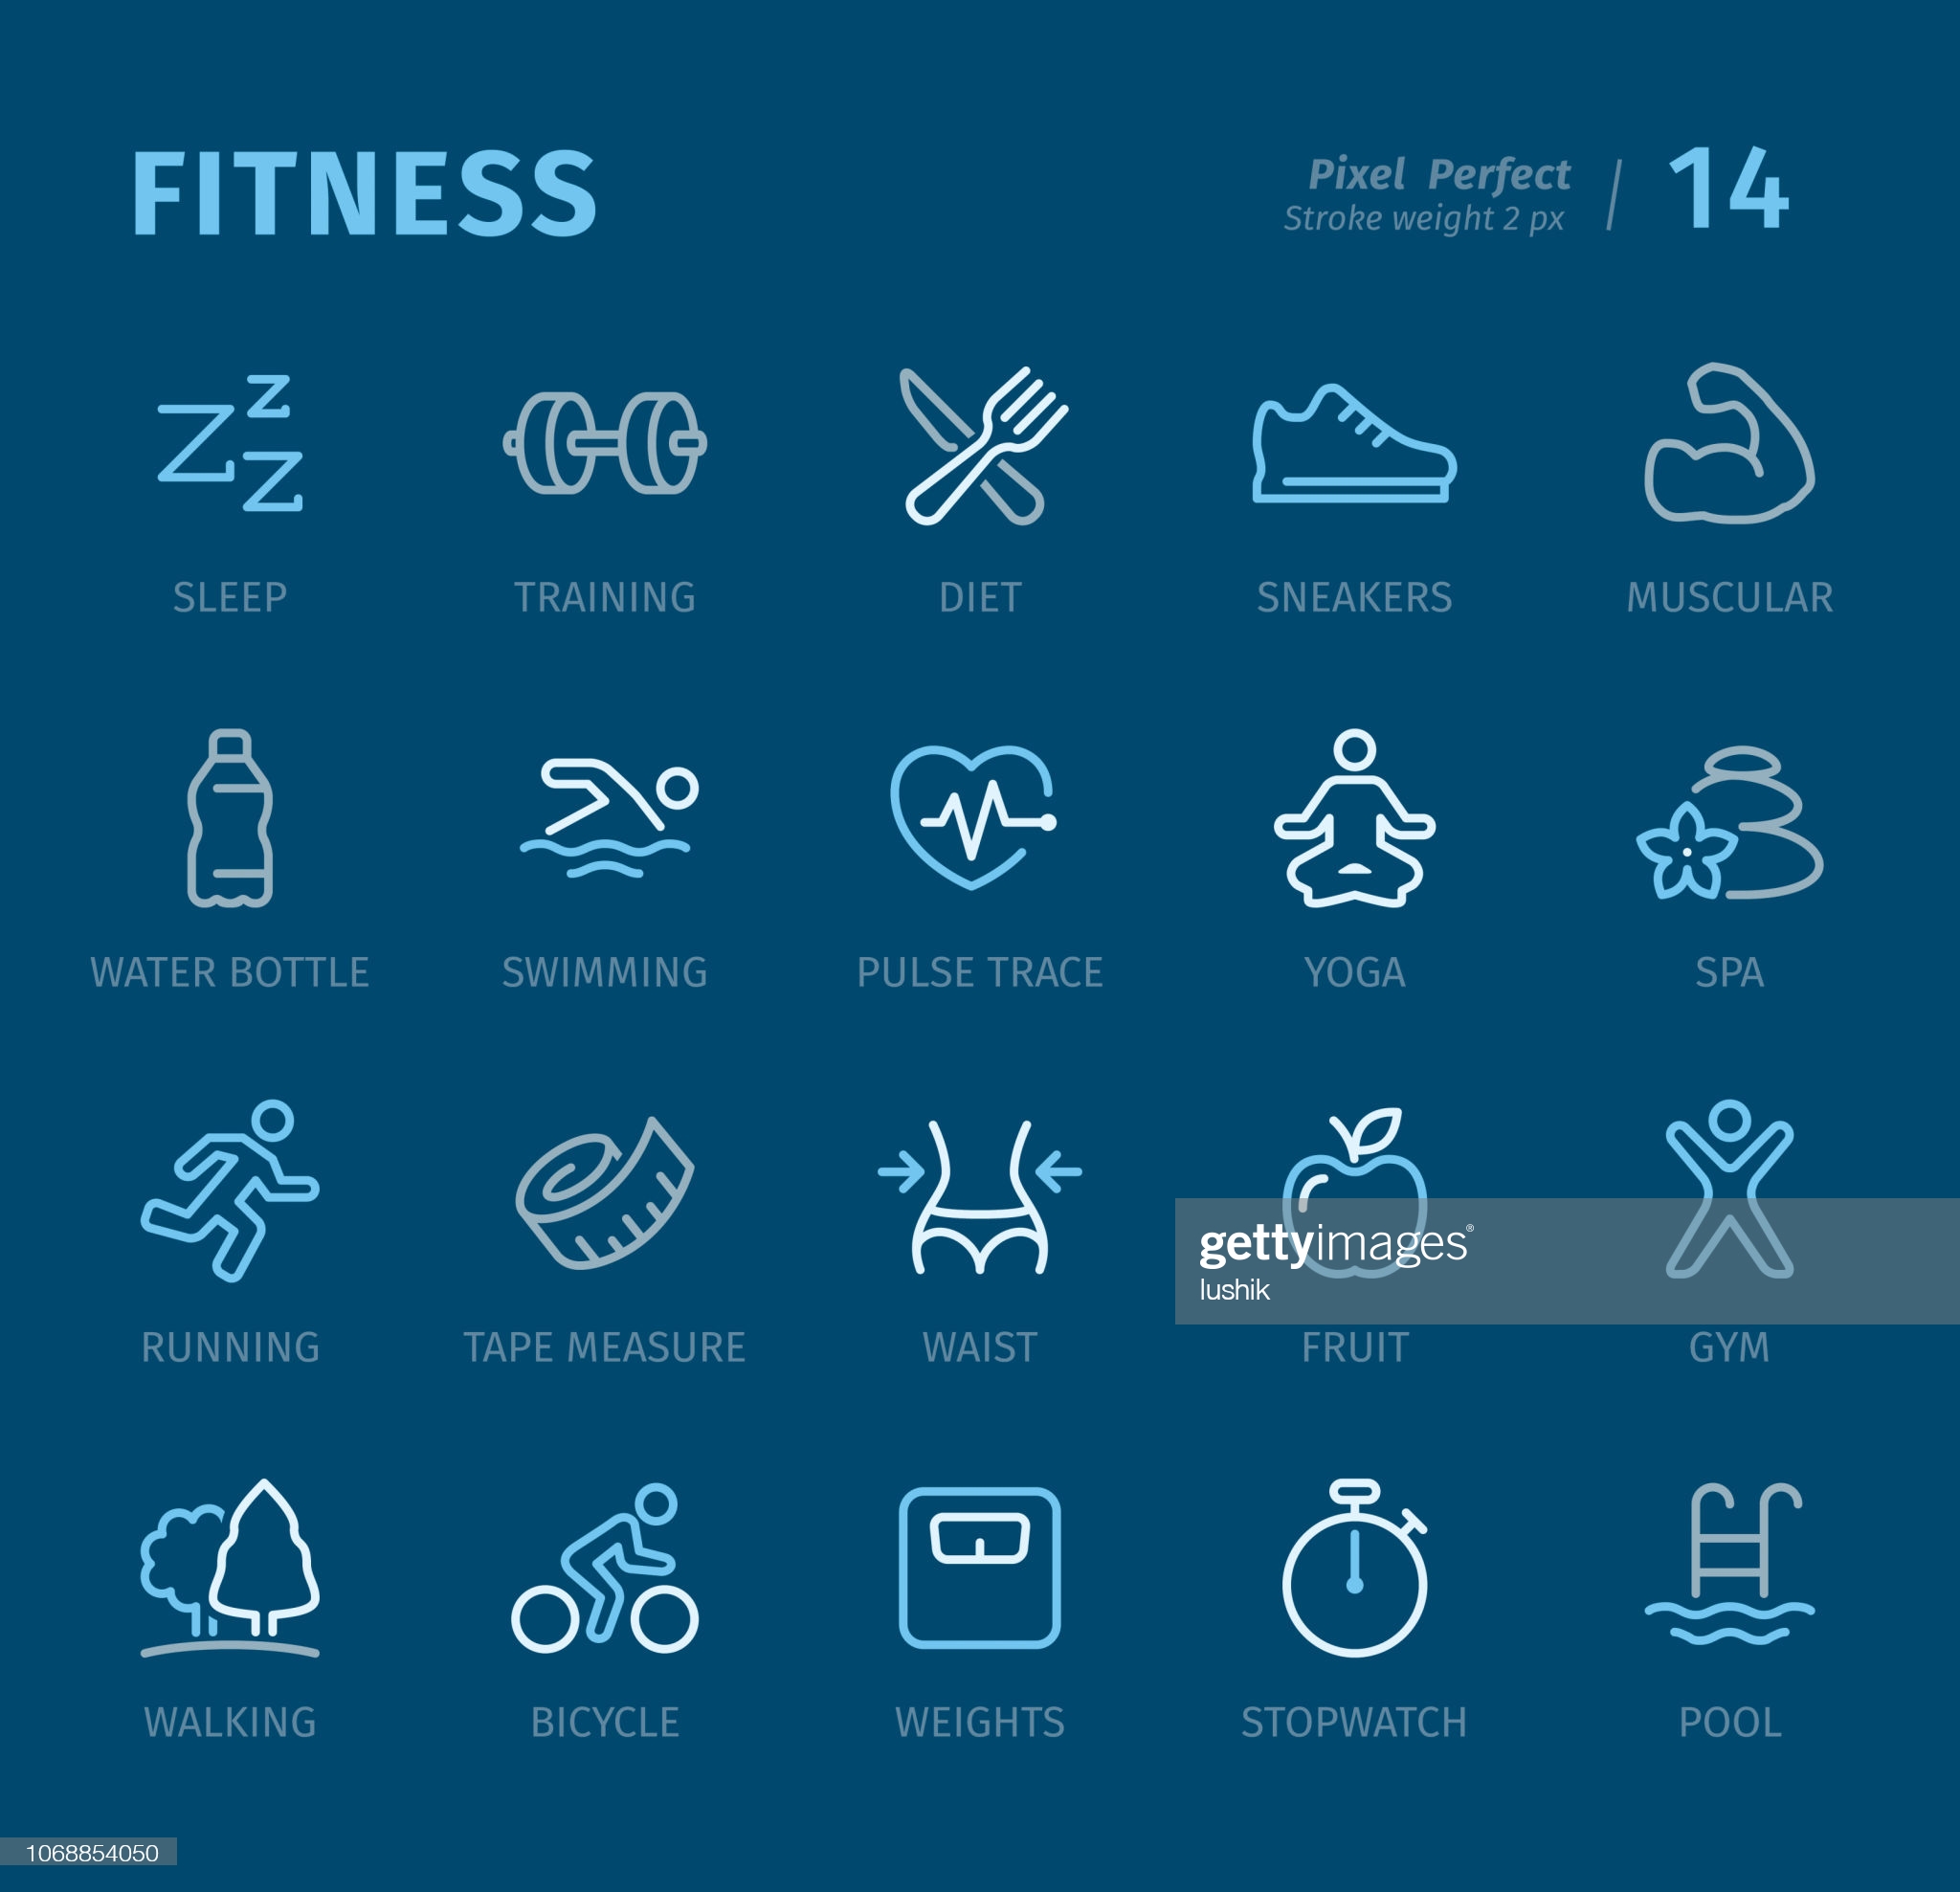 FITNESS
Pixel Perfect
Stroke weight 2 px
14
SLEEP
TRAINING
DIET
SNEAKERS
MUSCULAR
WATER BOTTLE
SWIMMING
PULSE TRACE
YOGA
SPA
gettyimages®
lushik
RUNNING
TAPE MEASURE
WAIST
FRUIT
GYM
WALKING
BICYCLE
WEIGHTS
STOPWATCH
POOL
1068854050